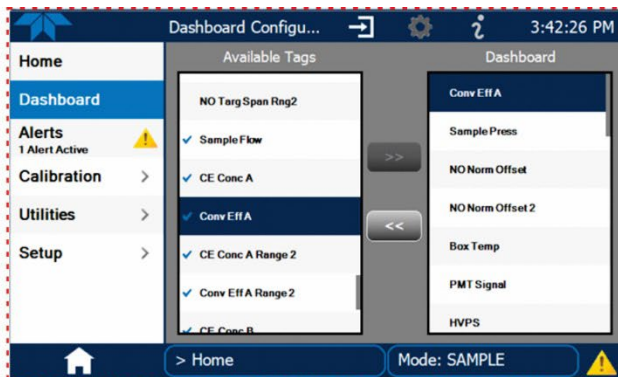 Dashboard Configu...
3:42:26 PM
Home
Dashboard
Alerts
1 Alert Active
Calibration
Utilities
Setup
Available Tags
NO Targ Span Rng2
Sample Flow
CE Conc A
Conv Eff A
CE Conc A Range 2
Conv Eff A Range 2
CE Conc B
>>
<<
Dashboard
Conv Eff A
Sample Press
NO Norm Offset
NO Norm Offset 2
Box Temp
PMT Signal
HVPS
> Home
Mode: SAMPLE